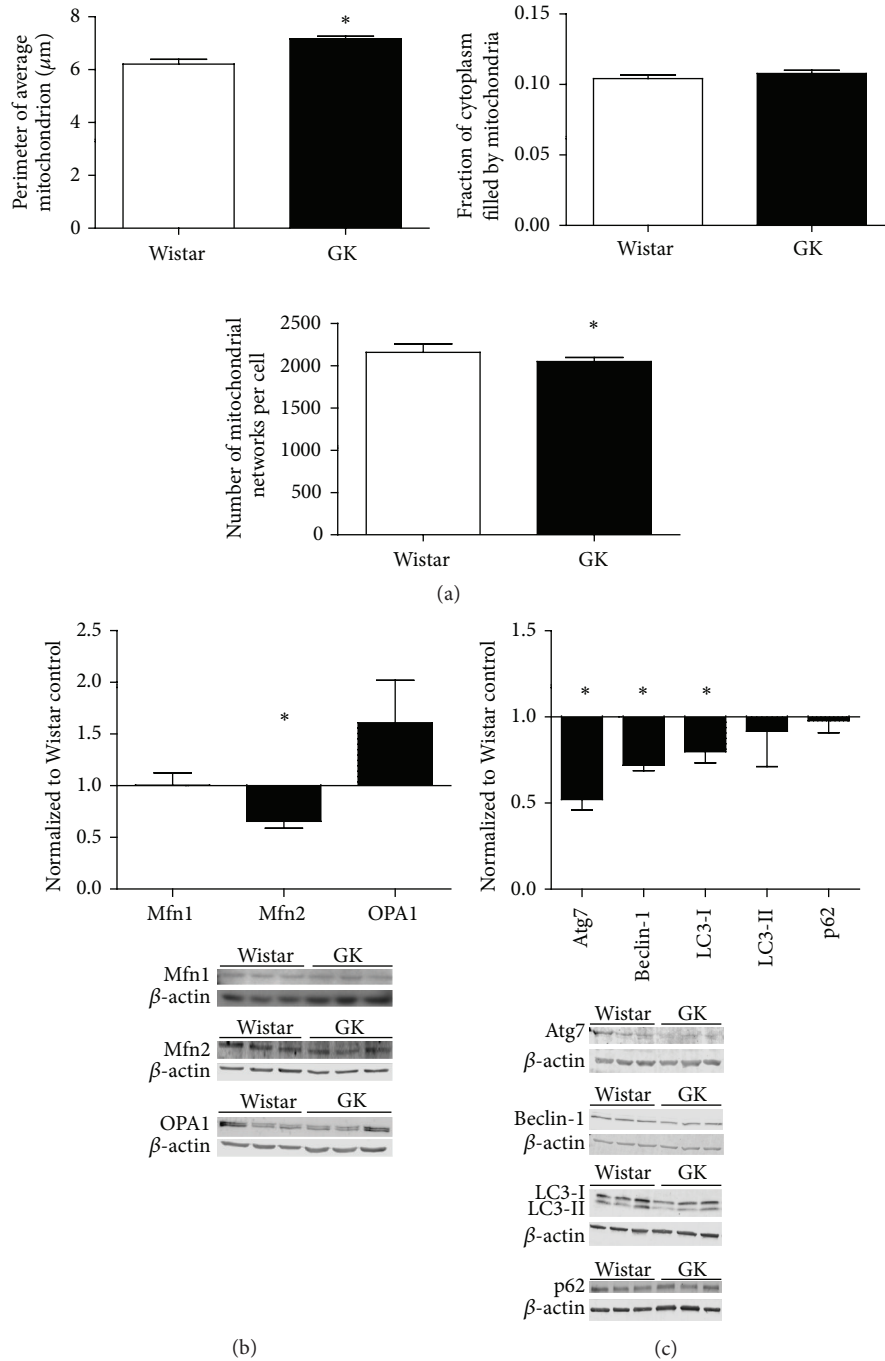 Perimeter of average
mitochondrion (μm)
8
6
4
2
0
*
Wistar
GK
Fraction of cytoplasm
filled by mitochondria
0.15
0.10
0.05
0.00
Wistar
GK
Number of mitochondrial
networks per cell
2500
2000
1500
1000
500
0
*
Wistar
GK
(a)
Normalized to Wistar control
2.5
2.0
1.5
1.0
0.5
0.0
*
Mfn1
Mfn2
OPA1
Wistar GK
Mfn1
β-actin
Wistar GK
Mfn2
β-actin
Wistar GK
OPA1
β-actin
(b)
Normalized to Wistar control
1.5
1.0
0.5
0.0
* * *
Atg7
Beclin-1
LC3-I
LC3-II
p62
Wistar GK
Atg7
β-actin
Wistar GK
Beclin-1
β-actin
Wistar GK
LC3-I
LC3-II
β-actin
Wistar GK
p62
β-actin
(c)